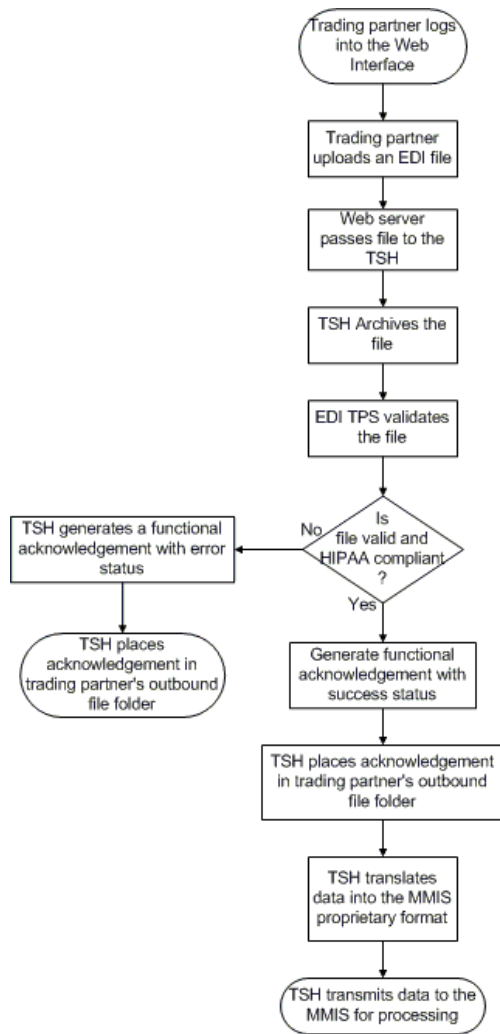 Trading partner logs
into the Web
Interface
Trading partner
uploads an EDI file
Web server
passes file to the
TSH
TSH Archives the
file
EDI TPS validates
the file
Is
file valid and
HIPAA compliant
?
No
Yes
TSH generates a functional
acknowledgement with error
status
TSH places
acknowledgement in
trading partner's outbound
file folder
Generate functional
acknowledgement with
success status
TSH places acknowledgement
in trading partner's outbound
file folder
TSH translates
data into the MMIS
proprietary format
TSH transmits data to the
MMIS for processing